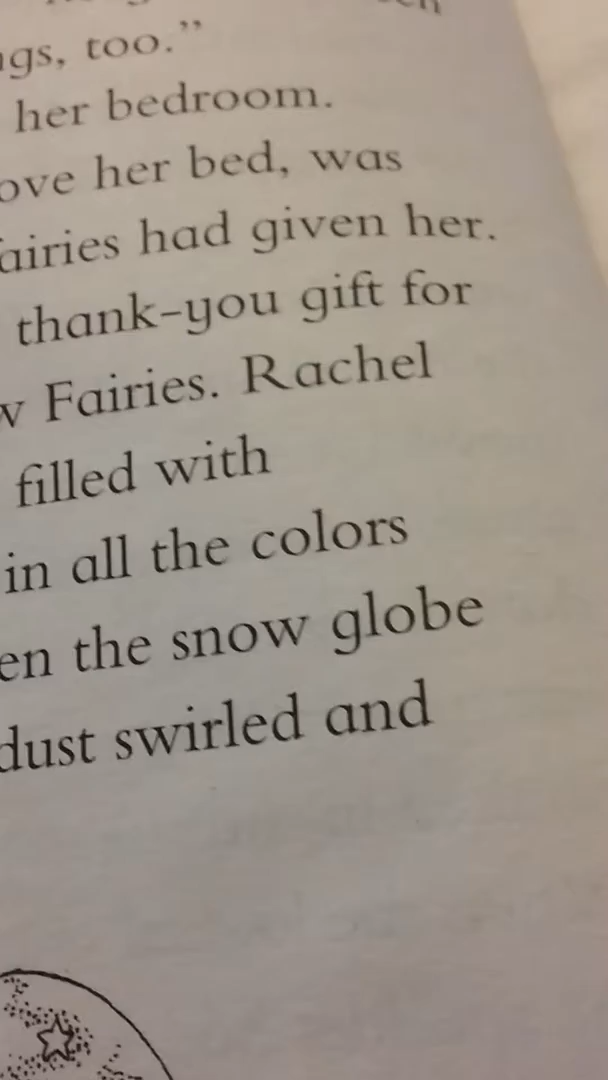 gs, too.”
her bedroom.
ove her bed, was
airies had given her.
thank-you gift for
w Fairies. Rachel
filled with
in all the colors
en the snow globe
dust swirled and